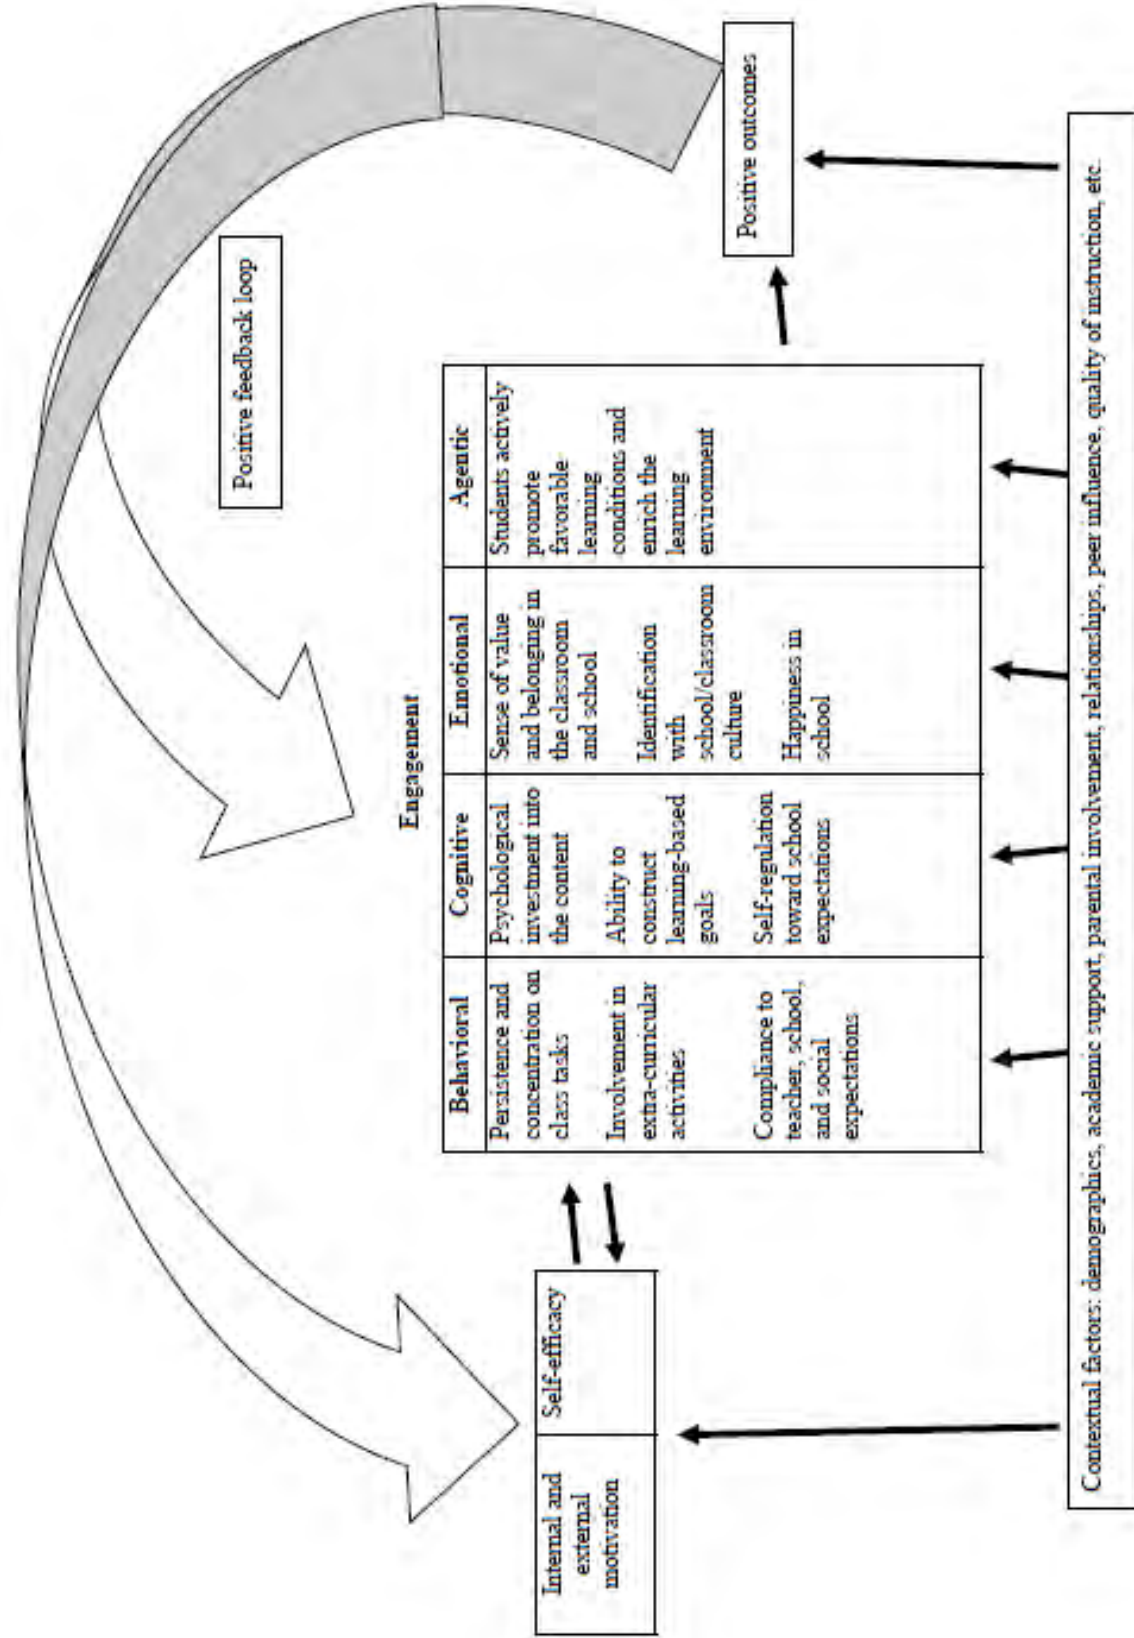 Positive feedback loop
Engagement
Internal and
external
motivation
Self-efficacy
Behavioral
Persistence and
concentration on
class tasks
Involvement in
extra-curricular
activities
Compliance to
teacher, school,
and social
expectations
Cognitive
Psychological
investment into
the content
Ability to
construct
learning-based
goals
Self-regulation
toward school
expectations
Emotional
Sense of value
and belonging in
the classroom
and school
Identification
with
school/classroom
culture
Happiness in
school
Agentic
Students actively
promote
favorable
learning
conditions and
enrich the
learning
environment
Positive outcomes
Contextual factors: demographics, academic support, parental involvement, relationships, peer influence, quality of instruction, etc.